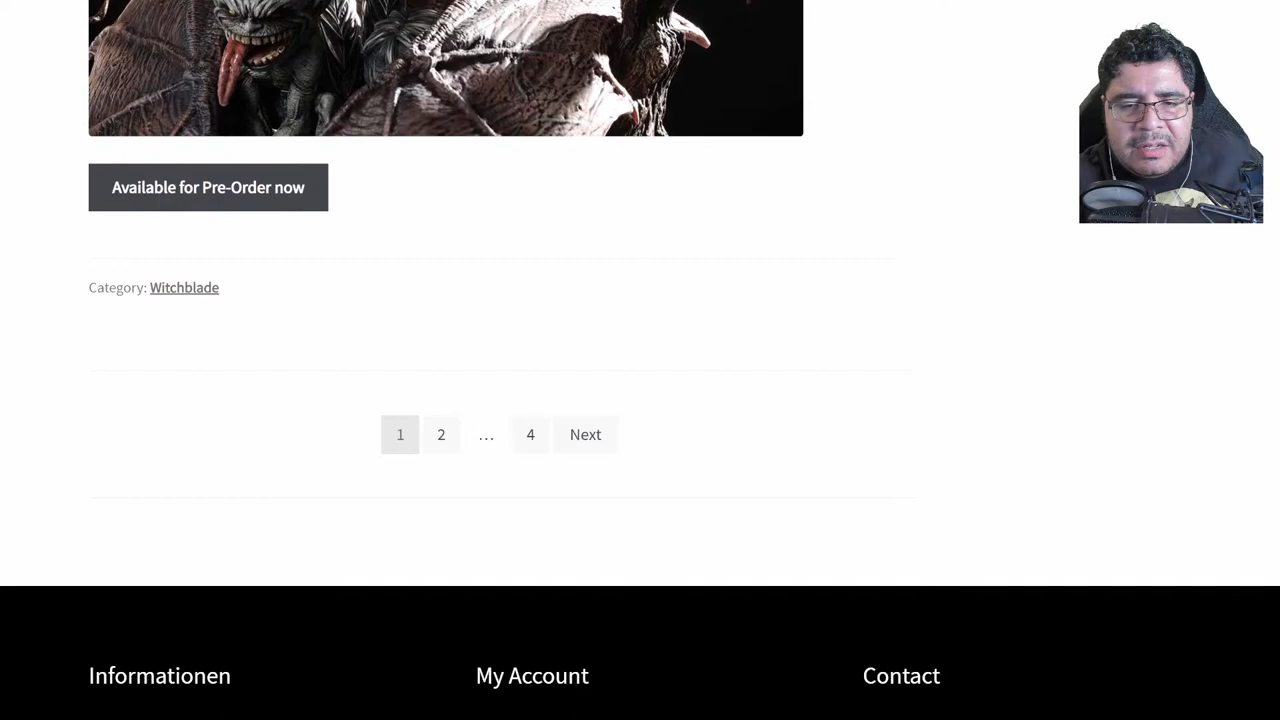 Available for Pre-Order now
Category: Witchblade
1 2 … 4 Next
Informationen My Account Contact